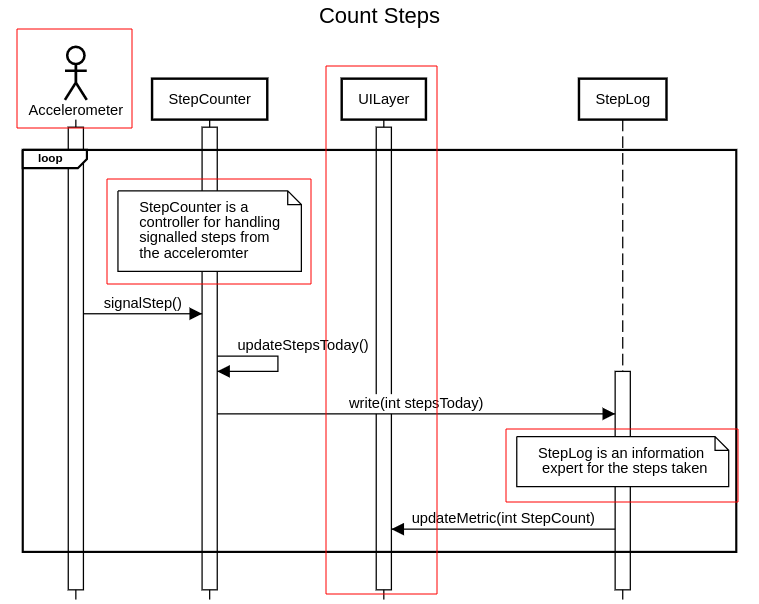 Count Steps
Accelerometer
StepCounter
UILayer
StepLog
loop
StepCounter is a
controller for handling
signalled steps from
the acceleromter
signalStep()
updateStepsToday()
write(int stepsToday)
StepLog is an information
expert for the steps taken
updateMetric(int StepCount)